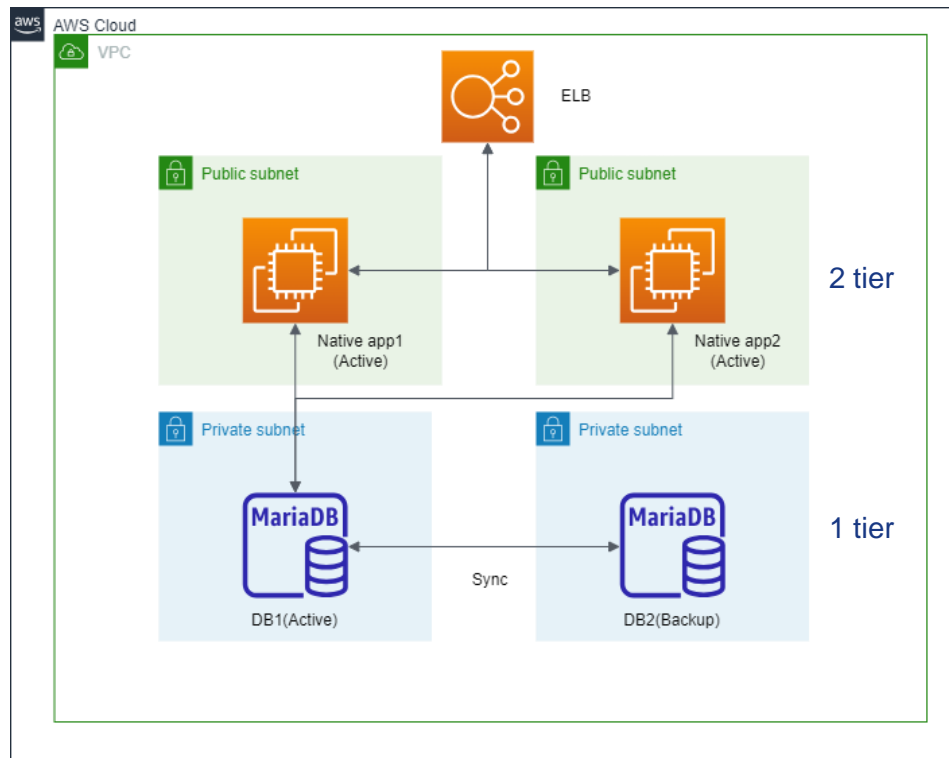 aws
AWS Cloud
VPC
ELB
Public subnet
Public subnet
Native app1
(Active)
Native app2
(Active)
2 tier
Private subnet
Private subnet
MariaDB
MariaDB
1 tier
Sync
DB1(Active)
DB2(Backup)